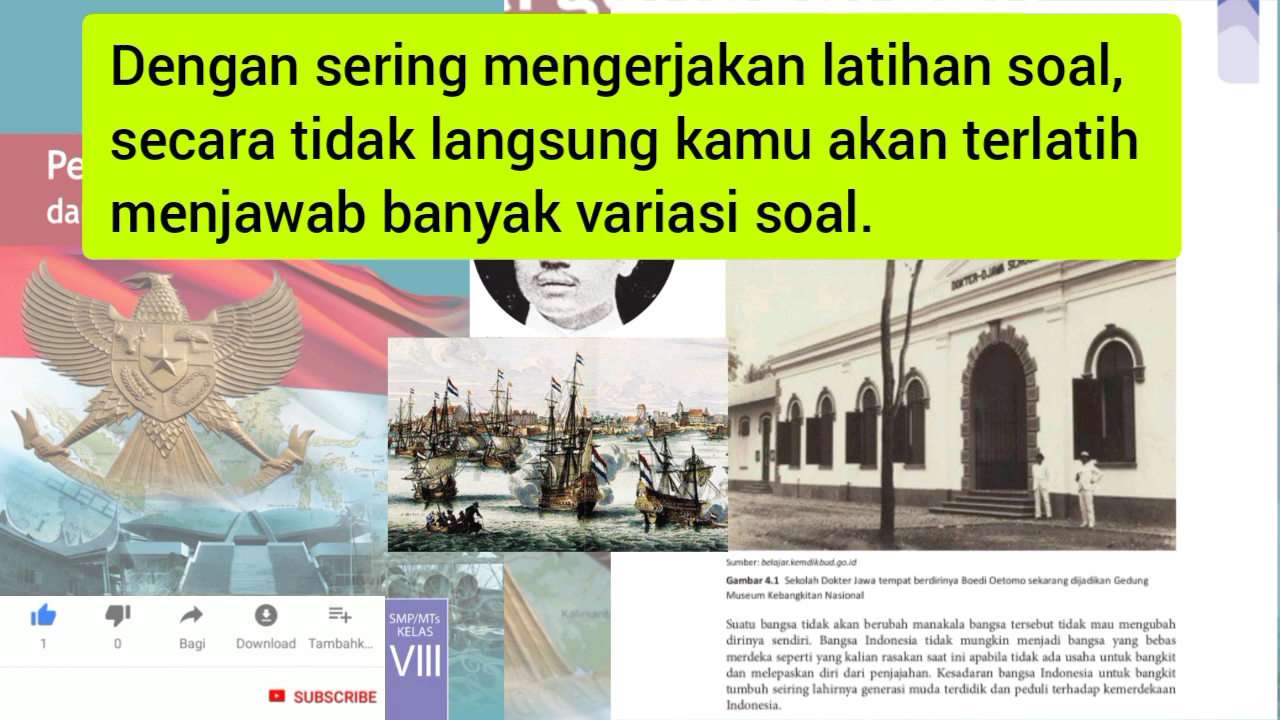 Dengan sering mengerjakan latihan soal,
secara tidak langsung kamu akan terlatih
menjawab banyak variasi soal.
Pe
da
DOKTER-DJAWA SCHOOL
Sumber: belajar.kemdikbud.go.id
Gambar 4.1 Sekolah Dokter Jawa tempat berdirinya Boedi Oetomo sekarang dijadikan Gedung
Museum Kebangkitan Nasional
Suatu bangsa tidak akan berubah manakala bangsa tersebut tidak mau mengubah
dirinya sendiri. Bangsa Indonesia tidak mungkin menjadi bangsa yang bebas
merdeka seperti yang kalian rasakan saat ini apabila tidak ada usaha untuk bangkit
dan melepaskan diri dari penjajahan. Kesadaran bangsa Indonesia untuk bangkit
tumbuh seiring lahirnya generasi muda terdidik dan peduli terhadap kemerdekaan
Indonesia.
1
0
Bagi
Download
Tambahk...
SUBSCRIBE
SMP/MTs
KELAS
VIII